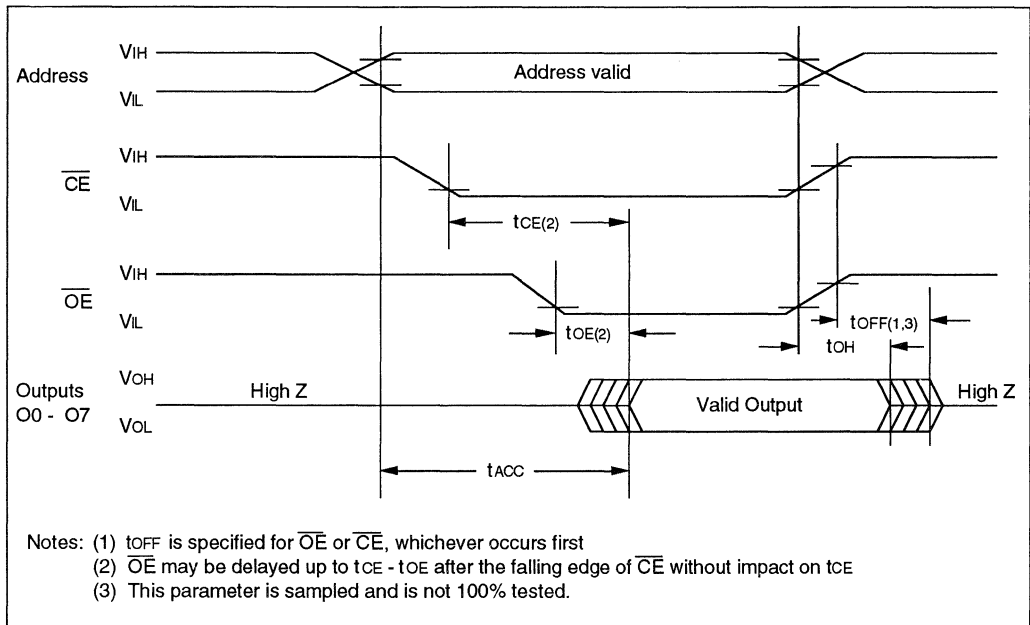 Address VIH Address valid
VIL
CE VIH
VIL
tCE(2)
OE VIH
VIL
tOE(2) tOFF(1,3)
tOH
Outputs O0 - O7 VOH High Z Valid Output High Z
VOL
tACC
Notes: (1) tOFF is specified for OE or CE, whichever occurs first
(2) OE may be delayed up to tCE - tOE after the falling edge of CE without impact on tCE
(3) This parameter is sampled and is not 100% tested.